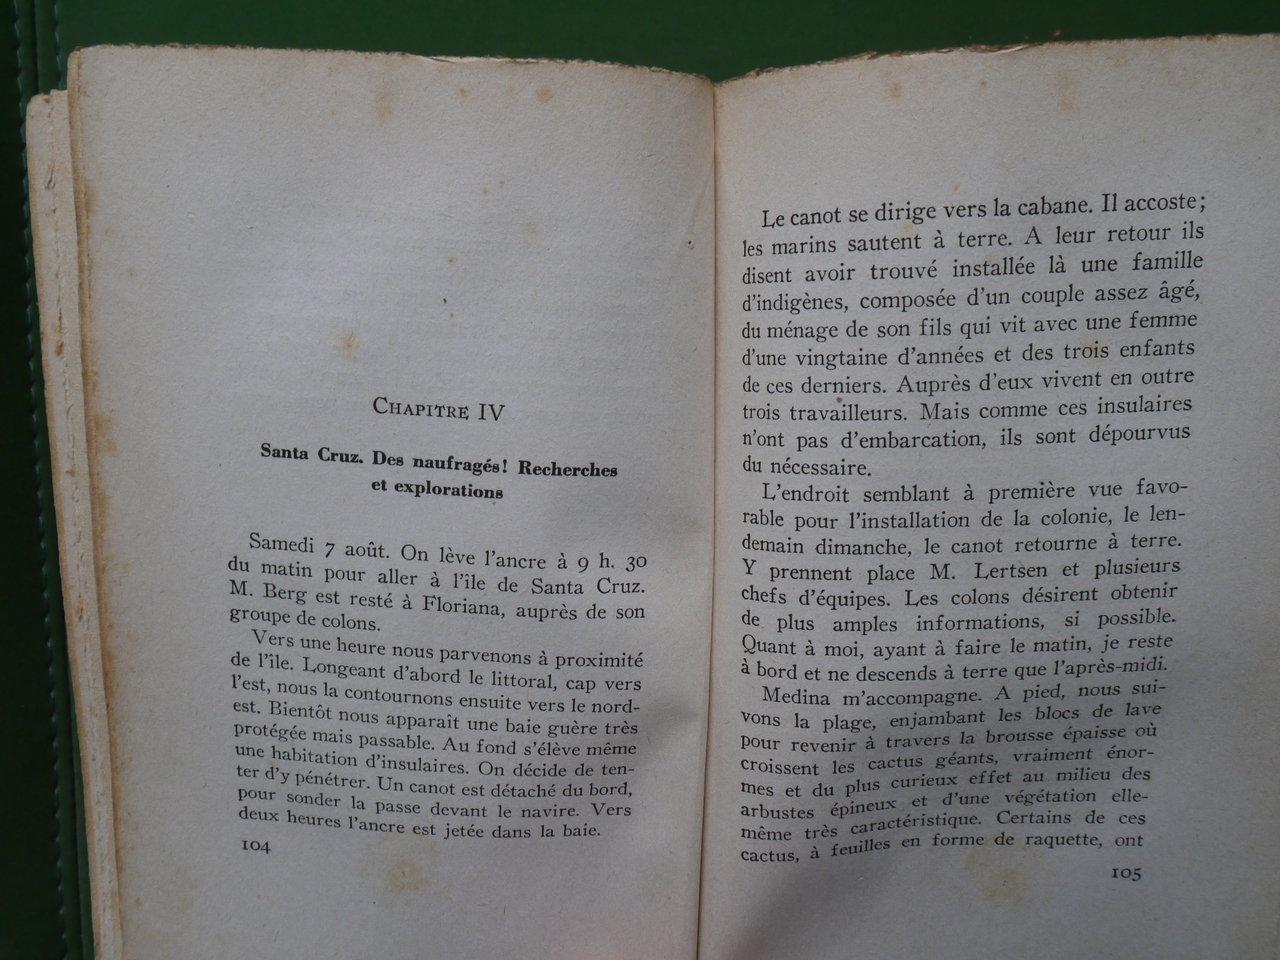 CHAPITRE IV
Santa Cruz. Des naufragés! Recherches
et explorations
Samedi 7 août. On lève l'ancre à 9 h. 30
du matin pour aller à l'île de Santa Cruz.
M. Berg est resté à Floriana, auprès de son
groupe de colons.
Vers une heure nous parvenons à proximité
de l'île. Longeant d'abord le littoral, cap vers
l'est, nous la contournons ensuite vers le nord-
est. Bientôt nous apparaît une baie guère très
protégée mais passable. Au fond s'élève même
une habitation d'insulaires. On décide de ten-
ter d'y pénétrer. Un canot est détaché du bord,
pour sonder la passe devant le navire. Vers
deux heures l'ancre est jetée dans la baie.
104
Le canot se dirige vers la cabane. Il accoste;
les marins sautent à terre. A leur retour ils
disent avoir trouvé installée là une famille
d'indigènes, composée d'un couple assez âgé,
du ménage de son fils qui vit avec une femme
d'une vingtaine d'années et des trois enfants
de ces derniers. Auprès d'eux vivent en outre
trois travailleurs. Mais comme ces insulaires
n'ont pas d'embarcation, ils sont dépourvus
du nécessaire.
L'endroit semblant à première vue favo-
rable pour l'installation de la colonie, le len-
demain dimanche, le canot retourne à terre.
Y prennent place M. Lertsen et plusieurs
chefs d'équipes. Les colons désirent obtenir
de plus amples informations, si possible.
Quant à moi, ayant à faire le matin, je reste
à bord et ne descends à terre que l'après-midi.
Medina m'accompagne. A pied, nous sui-
vons la plage, enjambant les blocs de lave
pour revenir à travers la brousse épaisse où
croissent les cactus géants, vraiment énor-
mes et du plus curieux effet au milieu des
arbustes épineux et d'une végétation elle-
même très caractéristique. Certains de ces
cactus, à feuilles en forme de raquette, ont
105